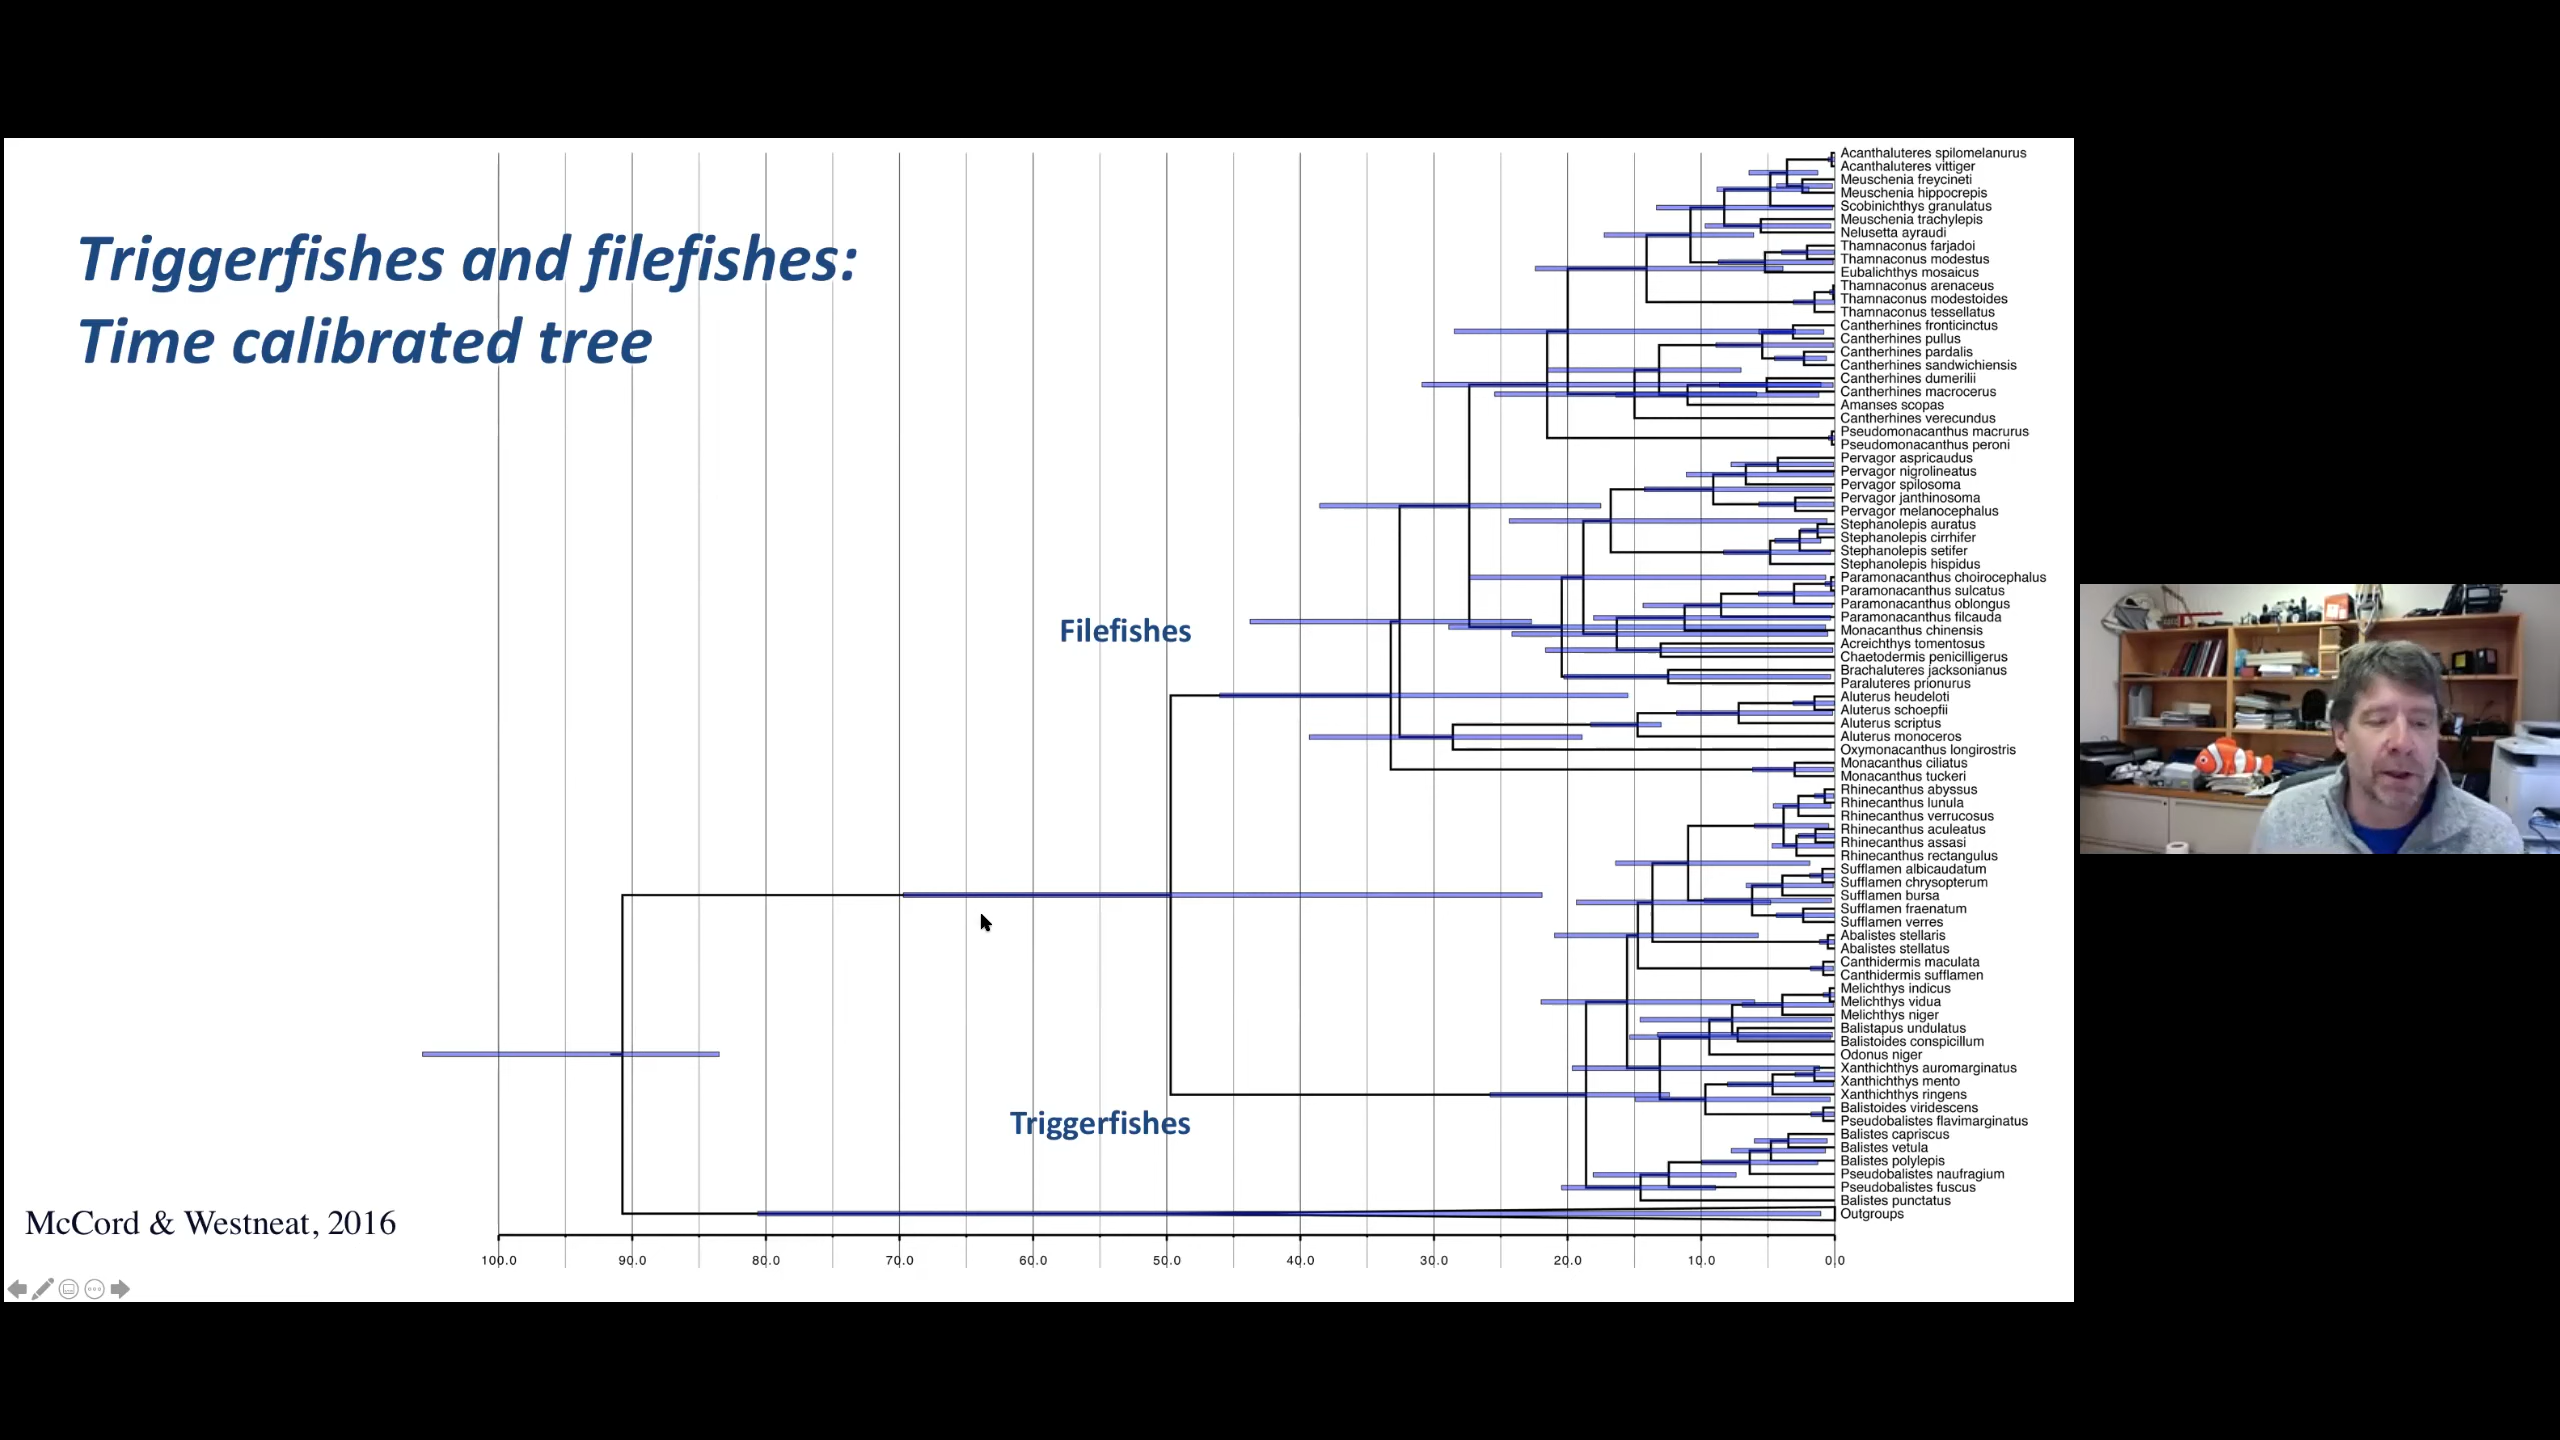 Triggerfishes and filefishes:
Time calibrated tree
Filefishes
Triggerfishes
McCord & Westneat, 2016
Acanthaluteres spilomelanurus
Acanthaluteres vittiger
Meuschenia freycineti
Meuschenia hippocrepis
Scobinichthys granulatus
Meuschenia trachylepis
Nelusetta ayraudi
Thamnaconus farjadoi
Thamnaconus modestus
Eubalichthys mosaicus
Thamnaconus arenaceus
Thamnaconus modestoides
Thamnaconus tessellatus
Cantherhines fronticinctus
Cantherhines pullus
Cantherhines pardalis
Cantherhines sandwichiensis
Cantherhines dumerilii
Cantherhines macrocerus
Amanses scopas
Cantherhines verecundus
Pseudomonacanthus macrurus
Pseudomonacanthus peroni
Pervagor aspricaudus
Pervagor nigrolineatus
Pervagor spilosoma
Pervagor janthinosoma
Pervagor melanocephalus
Stephanolepis auratus
Stephanolepis cirrhifer
Stephanolepis setifer
Stephanolepis hispidus
Paramonacanthus choirocephalus
Paramonacanthus sulcatus
Paramonacanthus oblongus
Paramonacanthus filcauda
Monacanthus chinensis
Acreichthys tomentosus
Chaetodermis penicilligerus
Brachaluteres jacksonianus
Paraluteres prionurus
Aluterus heudeloti
Aluterus schoepfii
Aluterus scriptus
Aluterus monoceros
Oxymonacanthus longirostris
Monacanthus ciliatus
Monacanthus tuckeri
Rhinecanthus abyssus
Rhinecanthus lunula
Rhinecanthus verrucosus
Rhinecanthus aculeatus
Rhinecanthus assasi
Rhinecanthus rectangulus
Sufflamen albicaudatum
Sufflamen chrysopterum
Sufflamen bursa
Sufflamen fraenatum
Sufflamen verres
Abalistes stellaris
Abalistes stellatus
Canthidermis maculata
Canthidermis sufflamen
Melichthys indicus
Melichthys vidua
Melichthys niger
Balistapus undulatus
Balistoides conspicillum
Odonus niger
Xanthichthys auromarginatus
Xanthichthys mento
Xanthichthys ringens
Balistoides viridescens
Pseudobalistes flavimarginatus
Balistes capriscus
Balistes vetula
Balistes polylepis
Pseudobalistes naufragium
Pseudobalistes fuscus
Balistes punctatus
Outgroups
100.0 90.0 80.0 70.0 60.0 50.0 40.0 30.0 20.0 10.0 0.0